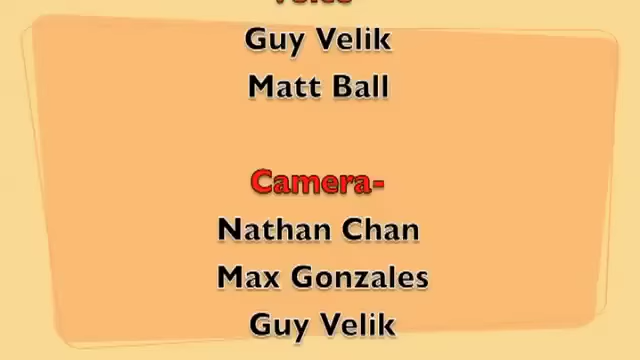 Guy Velik
Matt Ball
Camera-
Nathan Chan
Max Gonzales
Guy Velik